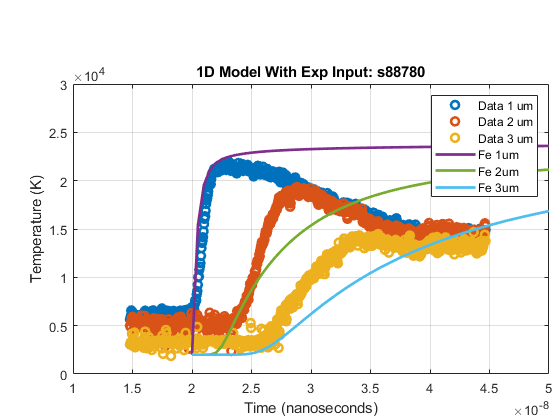 1D Model With Exp Input: s88780
×10⁴
3
2.5
2
1.5
1
0.5
0
Temperature (K)
Data 1 um
Data 2 um
Data 3 um
Fe 1um
Fe 2um
Fe 3um
1 1.5 2 2.5 3 3.5 4 4.5 5
Time (nanoseconds)
×10⁻⁸